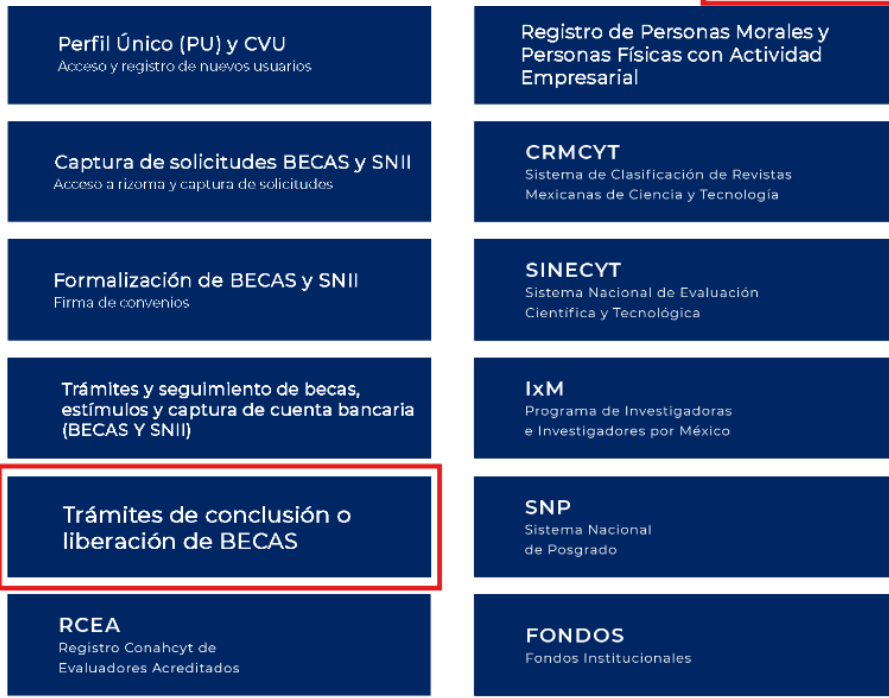 Perfil Único (PU) y CVU
Acceso y registro de nuevos usuarios
Captura de solicitudes BECAS y SNII
Acceso a rizoma y captura de solicitudes
Formalización de BECAS y SNII
Firma de convenios
Trámites y seguimiento de becas,
estímulos y captura de cuenta bancaria
(BECAS Y SNII)
Trámites de conclusión o
liberación de BECAS
RCEA
Registro Conahcyt de
Evaluadores Acreditados
Registro de Personas Morales y
Personas Físicas con Actividad
Empresarial
CRMCYT
Sistema de Clasificación de Revistas
Mexicanas de Ciencia y Tecnología
SINECYT
Sistema Nacional de Evaluación
Científica y Tecnológica
IxM
Programa de Investigadoras
e Investigadores por México
SNP
Sistema Nacional
de Posgrado
FONDOS
Fondos Institucionales